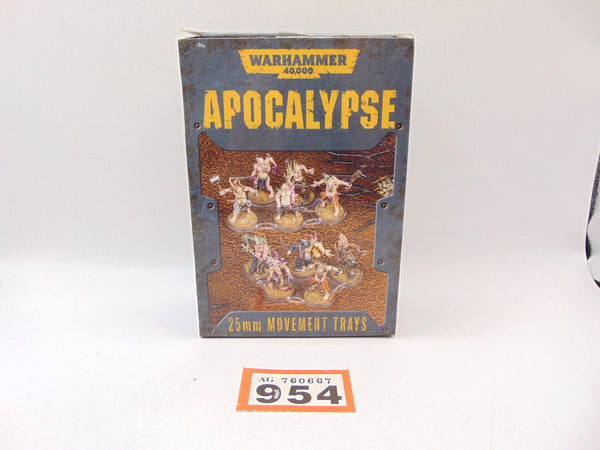 WARHAMMER
40,000
APOCALYPSE
25mm MOVEMENT TRAYS
AG 760667
954